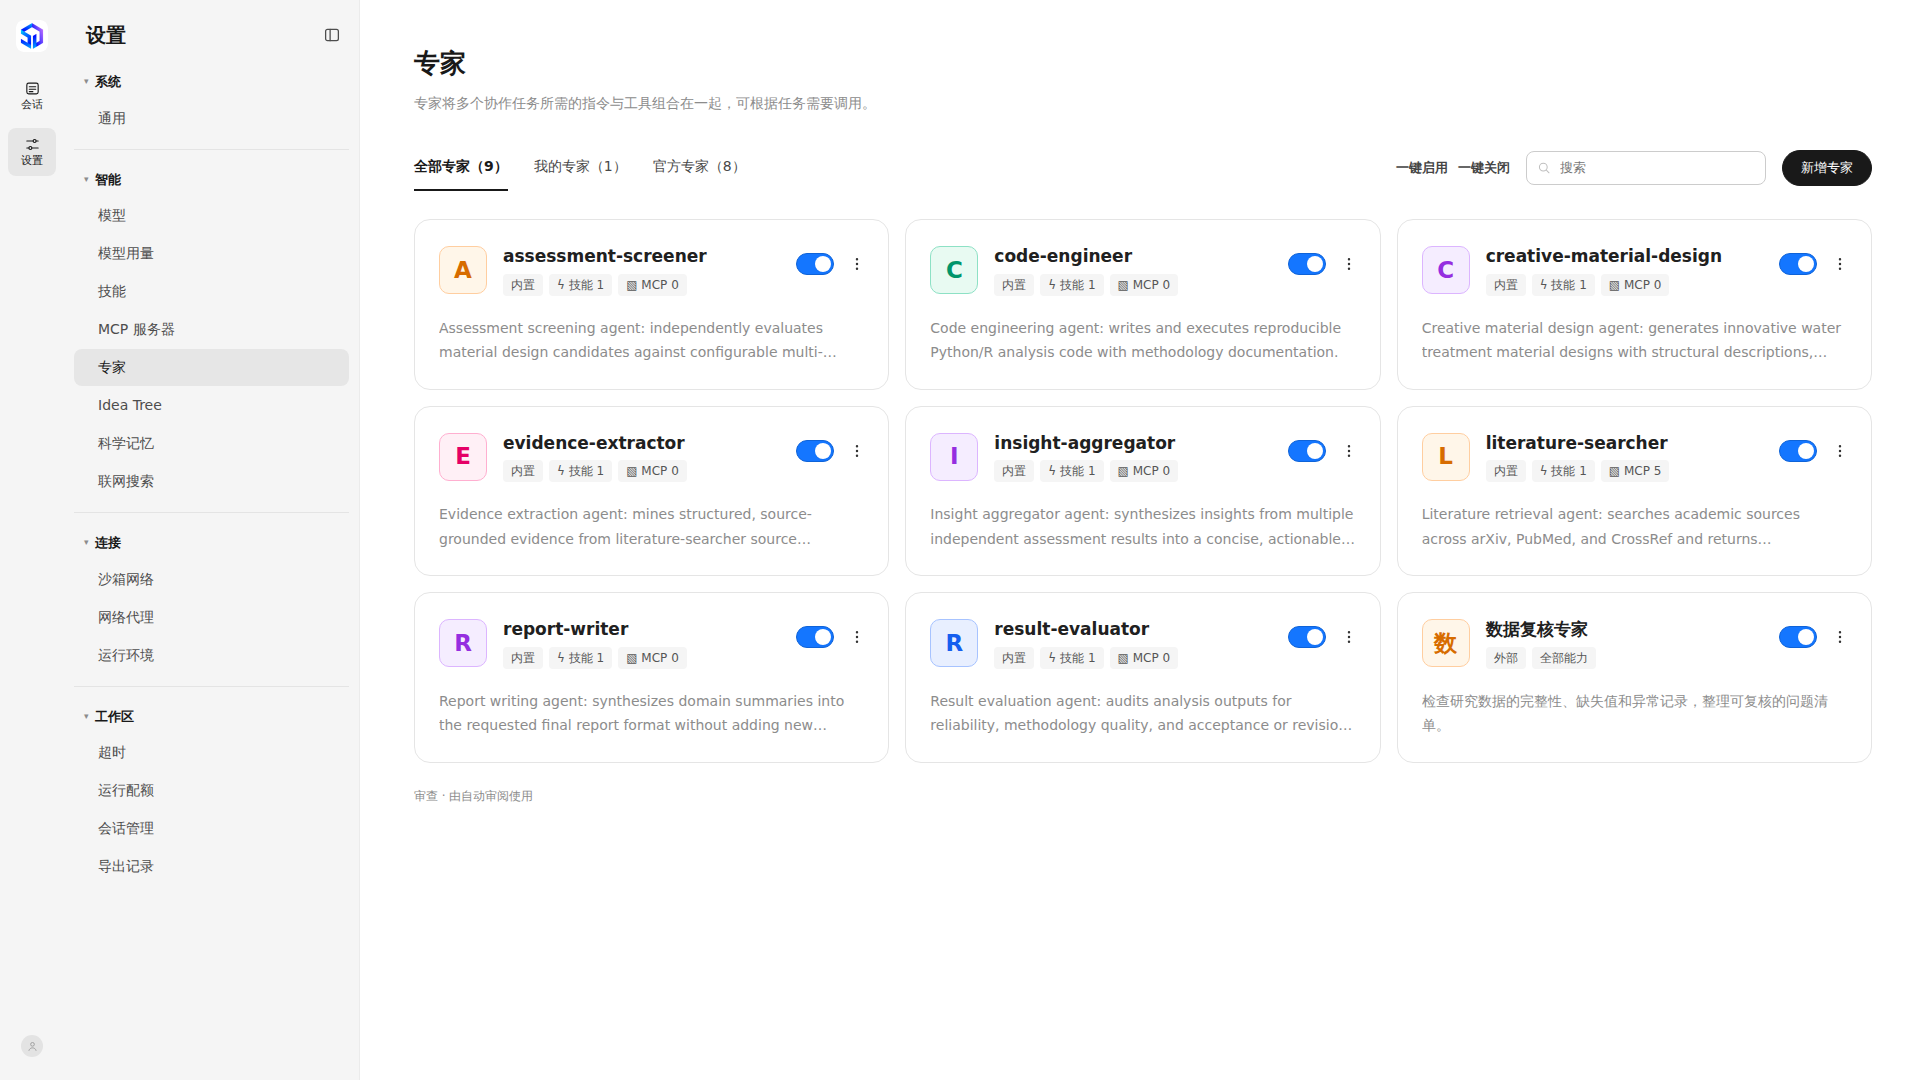 设置
会话
设置
系统
通用
智能
模型
模型用量
技能
MCP 服务器
专家
Idea Tree
科学记忆
联网搜索
连接
沙箱网络
网络代理
运行环境
工作区
超时
运行配额
会话管理
导出记录
专家
专家将多个协作任务所需的指令与工具组合在一起，可根据任务需要调用。
全部专家（9） 我的专家（1） 官方专家（8）
一键启用 一键关闭 搜索 新增专家
A
assessment-screener
内置 技能 1 MCP 0
Assessment screening agent: independently evaluates
material design candidates against configurable multi-…
C
code-engineer
内置 技能 1 MCP 0
Code engineering agent: writes and executes reproducible
Python/R analysis code with methodology documentation.
C
creative-material-design
内置 技能 1 MCP 0
Creative material design agent: generates innovative water
treatment material designs with structural descriptions,…
E
evidence-extractor
内置 技能 1 MCP 0
Evidence extraction agent: mines structured, source-
grounded evidence from literature-searcher source…
I
insight-aggregator
内置 技能 1 MCP 0
Insight aggregator agent: synthesizes insights from multiple
independent assessment results into a concise, actionable…
L
literature-searcher
内置 技能 1 MCP 5
Literature retrieval agent: searches academic sources
across arXiv, PubMed, and CrossRef and returns…
R
report-writer
内置 技能 1 MCP 0
Report writing agent: synthesizes domain summaries into
the requested final report format without adding new…
R
result-evaluator
内置 技能 1 MCP 0
Result evaluation agent: audits analysis outputs for
reliability, methodology quality, and acceptance or revisio…
数
数据复核专家
外部 全部能力
检查研究数据的完整性、缺失值和异常记录，整理可复核的问题清
单。
审查 · 由自动审阅使用